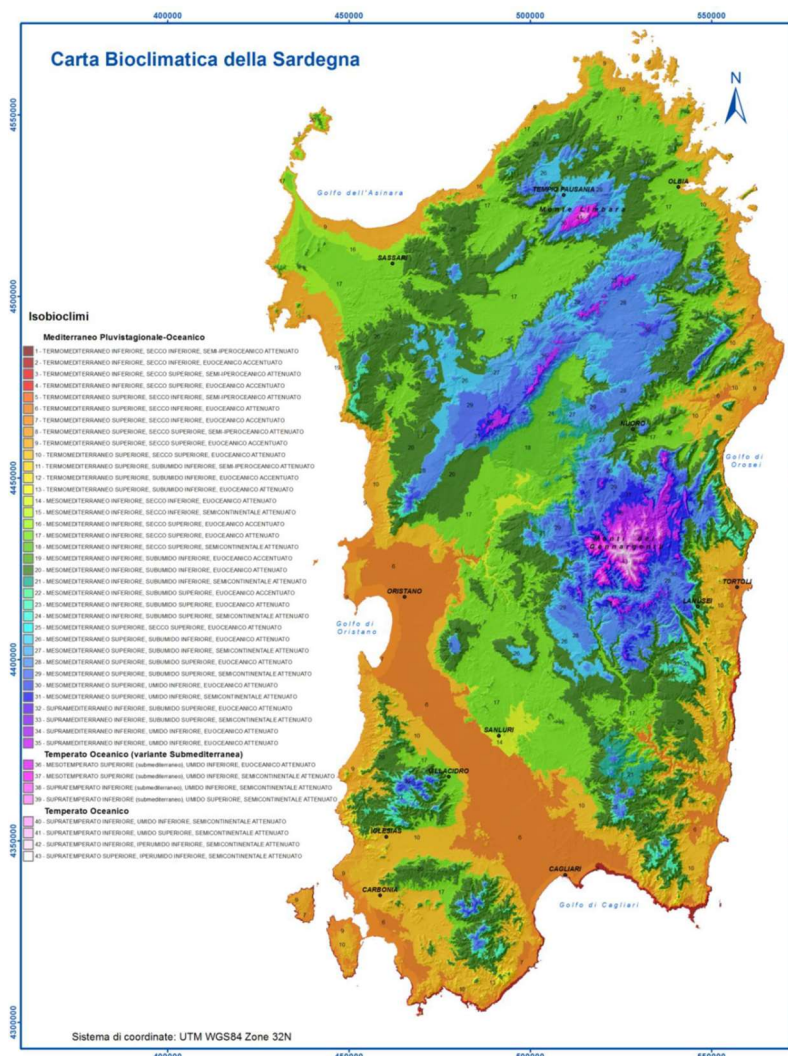 400000 450000 500000 550000
Carta Bioclimatica della Sardegna
N
4550000
4500000
4450000
4400000
4350000
4300000
Golfo dell'Asinara
TEMPIO PAUSANIA
OLBIA
SASSARI
NUORO
Golfo di
Orosei
ORISTANO
Golfo di
Oristano
TORTOLI
LANUSEI
SANLURI
VILLACIDRO
IGLESIAS
CARBONIA
CAGLIARI
Golfo di Cagliari
Isobioclimi
Mediterraneo Pluvistagionale-Oceanico
1 - TERMOMEDITERRANEO INFERIORE, SECCO INFERIORE, SEMI-IPEROCEANICO ATTENUATO
2 - TERMOMEDITERRANEO INFERIORE, SECCO INFERIORE, EUOCEANICO ACCENTUATO
3 - TERMOMEDITERRANEO INFERIORE, SECCO SUPERIORE, SEMI-IPEROCEANICO ATTENUATO
4 - TERMOMEDITERRANEO INFERIORE, SECCO SUPERIORE, EUOCEANICO ACCENTUATO
5 - TERMOMEDITERRANEO SUPERIORE, SECCO INFERIORE, SEMI-IPEROCEANICO ATTENUATO
6 - TERMOMEDITERRANEO SUPERIORE, SECCO INFERIORE, EUOCEANICO ATTENUATO
7 - TERMOMEDITERRANEO SUPERIORE, SECCO INFERIORE, EUOCEANICO ACCENTUATO
8 - TERMOMEDITERRANEO SUPERIORE, SECCO SUPERIORE, SEMI-IPEROCEANICO ATTENUATO
9 - TERMOMEDITERRANEO SUPERIORE, SECCO SUPERIORE, EUOCEANICO ACCENTUATO
10 - TERMOMEDITERRANEO SUPERIORE, SECCO SUPERIORE, EUOCEANICO ATTENUATO
11 - TERMOMEDITERRANEO SUPERIORE, SUBUMIDO INFERIORE, SEMI-IPEROCEANICO ATTENUATO
12 - TERMOMEDITERRANEO SUPERIORE, SUBUMIDO INFERIORE, EUOCEANICO ACCENTUATO
13 - TERMOMEDITERRANEO SUPERIORE, SUBUMIDO INFERIORE, EUOCEANICO ATTENUATO
14 - MESOMEDITERRANEO INFERIORE, SECCO INFERIORE, EUOCEANICO ATTENUATO
15 - MESOMEDITERRANEO INFERIORE, SECCO INFERIORE, SEMICONTINENTALE ATTENUATO
16 - MESOMEDITERRANEO INFERIORE, SECCO SUPERIORE, EUOCEANICO ACCENTUATO
17 - MESOMEDITERRANEO INFERIORE, SECCO SUPERIORE, EUOCEANICO ATTENUATO
18 - MESOMEDITERRANEO INFERIORE, SECCO SUPERIORE, SEMICONTINENTALE ATTENUATO
19 - MESOMEDITERRANEO INFERIORE, SUBUMIDO INFERIORE, EUOCEANICO ACCENTUATO
20 - MESOMEDITERRANEO INFERIORE, SUBUMIDO INFERIORE, EUOCEANICO ATTENUATO
21 - MESOMEDITERRANEO INFERIORE, SUBUMIDO INFERIORE, SEMICONTINENTALE ATTENUATO
22 - MESOMEDITERRANEO INFERIORE, SUBUMIDO SUPERIORE, EUOCEANICO ACCENTUATO
23 - MESOMEDITERRANEO INFERIORE, SUBUMIDO SUPERIORE, EUOCEANICO ATTENUATO
24 - MESOMEDITERRANEO INFERIORE, SUBUMIDO SUPERIORE, SEMICONTINENTALE ATTENUATO
25 - MESOMEDITERRANEO SUPERIORE, SECCO SUPERIORE, EUOCEANICO ATTENUATO
26 - MESOMEDITERRANEO SUPERIORE, SUBUMIDO INFERIORE, EUOCEANICO ATTENUATO
27 - MESOMEDITERRANEO SUPERIORE, SUBUMIDO INFERIORE, SEMICONTINENTALE ATTENUATO
28 - MESOMEDITERRANEO SUPERIORE, SUBUMIDO SUPERIORE, EUOCEANICO ATTENUATO
29 - MESOMEDITERRANEO SUPERIORE, SUBUMIDO SUPERIORE, SEMICONTINENTALE ATTENUATO
30 - MESOMEDITERRANEO SUPERIORE, UMIDO INFERIORE, EUOCEANICO ATTENUATO
31 - MESOMEDITERRANEO SUPERIORE, UMIDO INFERIORE, SEMICONTINENTALE ATTENUATO
32 - SUPRAMEDITERRANEO INFERIORE, SUBUMIDO SUPERIORE, EUOCEANICO ATTENUATO
33 - SUPRAMEDITERRANEO INFERIORE, SUBUMIDO SUPERIORE, SEMICONTINENTALE ATTENUATO
34 - SUPRAMEDITERRANEO INFERIORE, UMIDO INFERIORE, EUOCEANICO ATTENUATO
35 - SUPRAMEDITERRANEO INFERIORE, UMIDO INFERIORE, EUOCEANICO ATTENUATO
Temperato Oceanico (variante Submediterranea)
36 - MESOTEMPERATO SUPERIORE (submediterraneo), UMIDO INFERIORE, EUOCEANICO ATTENUATO
37 - MESOTEMPERATO SUPERIORE (submediterraneo), UMIDO INFERIORE, SEMICONTINENTALE ATTENUATO
38 - SUPRATEMPERATO INFERIORE (submediterraneo), UMIDO INFERIORE, SEMICONTINENTALE ATTENUATO
39 - SUPRATEMPERATO INFERIORE (submediterraneo), UMIDO SUPERIORE, SEMICONTINENTALE ATTENUATO
Temperato Oceanico
40 - SUPRATEMPERATO INFERIORE, UMIDO INFERIORE, SEMICONTINENTALE ATTENUATO
41 - SUPRATEMPERATO INFERIORE, UMIDO SUPERIORE, SEMICONTINENTALE ATTENUATO
42 - SUPRATEMPERATO INFERIORE, IPERUMIDO INFERIORE, SEMICONTINENTALE ATTENUATO
43 - SUPRATEMPERATO SUPERIORE, IPERUMIDO INFERIORE, SEMICONTINENTALE ATTENUATO
Sistema di coordinate: UTM WGS84 Zone 32N
400000 450000 500000 550000